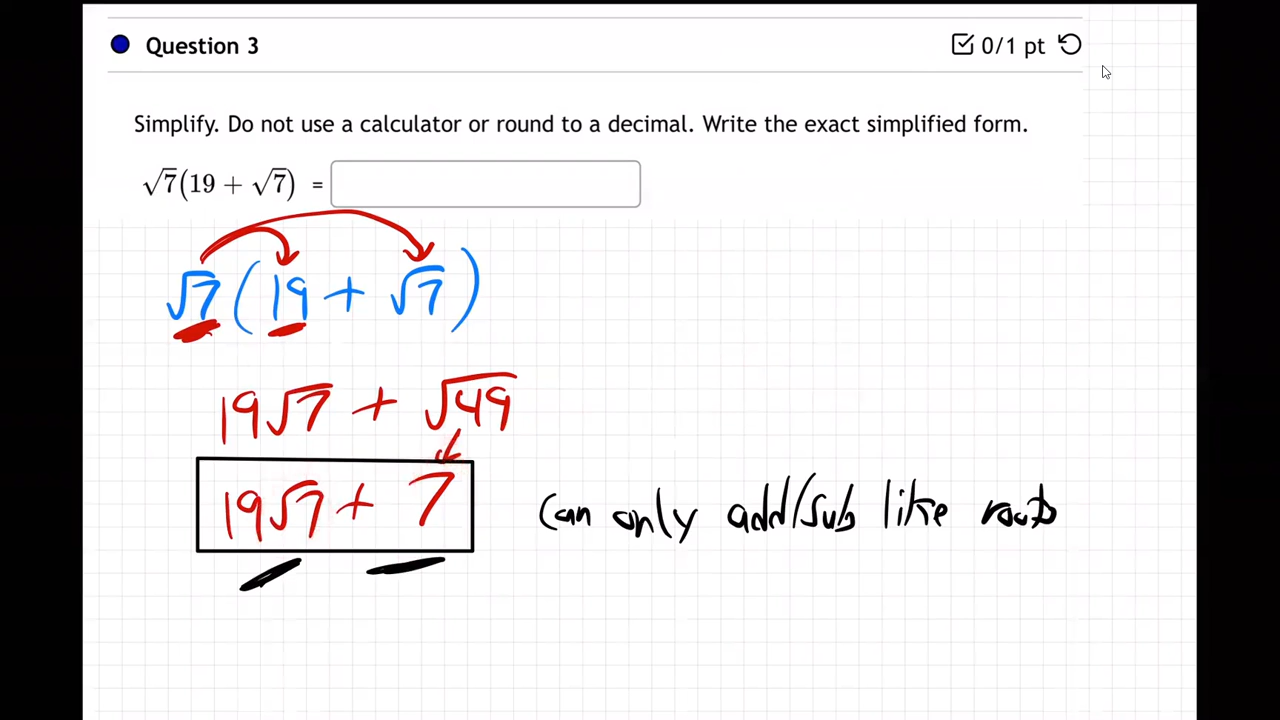 Question 3
0/1 pt
Simplify. Do not use a calculator or round to a decimal. Write the exact simplified form.
√7(19 + √7) =
√7(19 + √7)
19√7 + √49
19√7 + 7
can only add/sub like roots